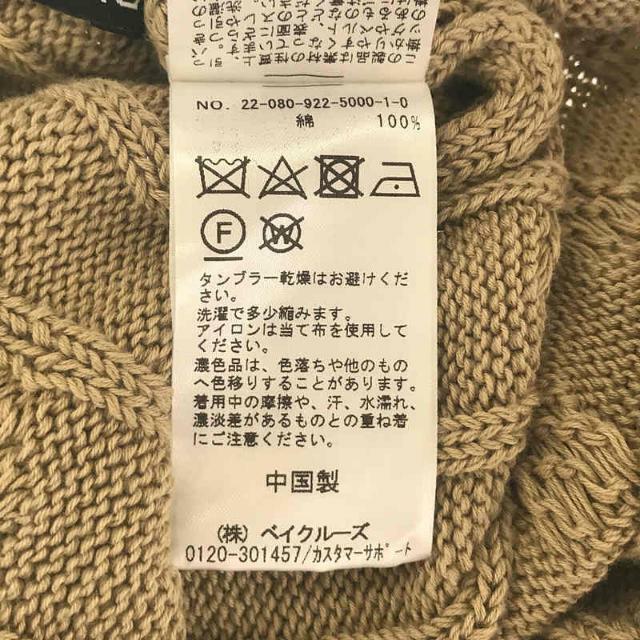 NO. 22-080-922-5000-1-0
綿 100%
F
W
タンブラー乾燥はお避けくだ
さい。
洗濯で多少縮みます。
アイロンは当て布を使用して
ください。
濃色品は、色落ちや他のもの
へ色移りすることがあります。
着用中の摩擦や、汗、水濡れ、
濃淡差があるものとの重ね着
にご注意ください。
中国製
(株) ベイクルーズ
0120-301457/カスタマーサポート